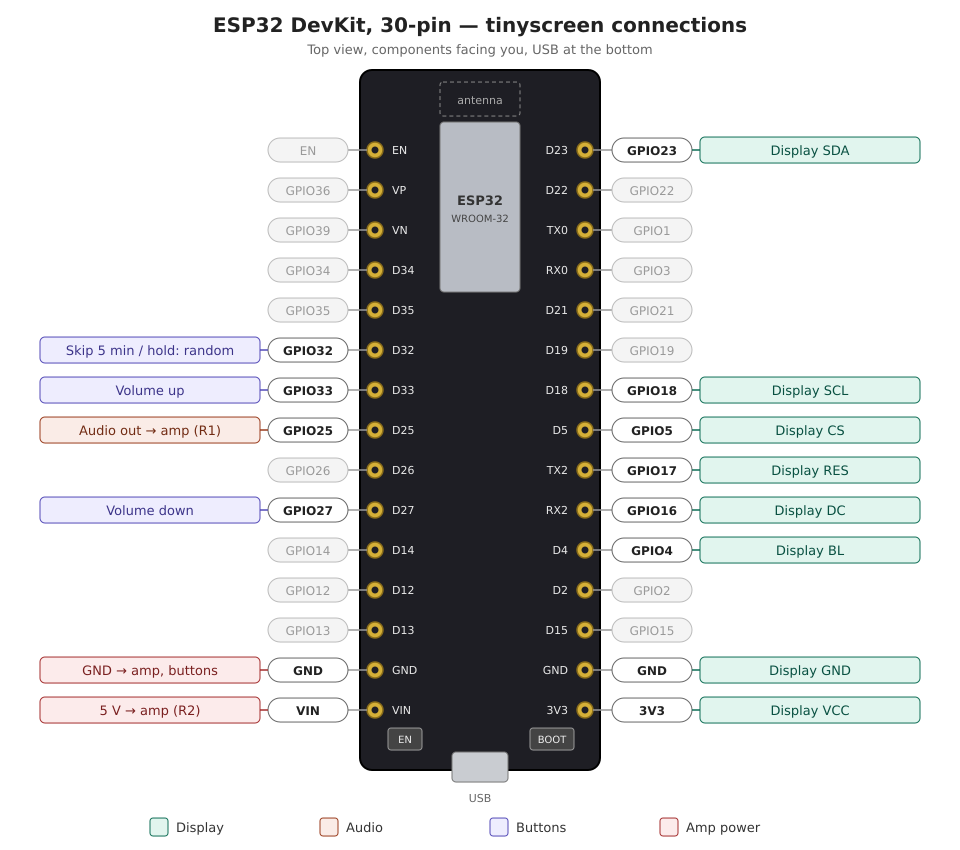 ESP32 DevKit, 30-pin — tinyscreen connections
Top view, components facing you, USB at the bottom
antenna
ESP32
WROOM-32
EN EN D23 GPIO23 Display SDA
GPIO36 VP D22 GPIO22
GPIO39 VN TX0 GPIO1
GPIO34 D34 RX0 GPIO3
GPIO35 D35 D21 GPIO21
Skip 5 min / hold: random GPIO32 D32 D19 GPIO19
Volume up GPIO33 D33 D18 GPIO18 Display SCL
Audio out → amp (R1) GPIO25 D25 D5 GPIO5 Display CS
GPIO26 D26 TX2 GPIO17 Display RES
Volume down GPIO27 D27 RX2 GPIO16 Display DC
GPIO14 D14 D4 GPIO4 Display BL
GPIO12 D12 D2 GPIO2
GPIO13 D13 D15 GPIO15
GND → amp, buttons GND GND GND GND Display GND
5 V → amp (R2) VIN VIN 3V3 3V3 Display VCC
EN BOOT
USB
Display Audio Buttons Amp power